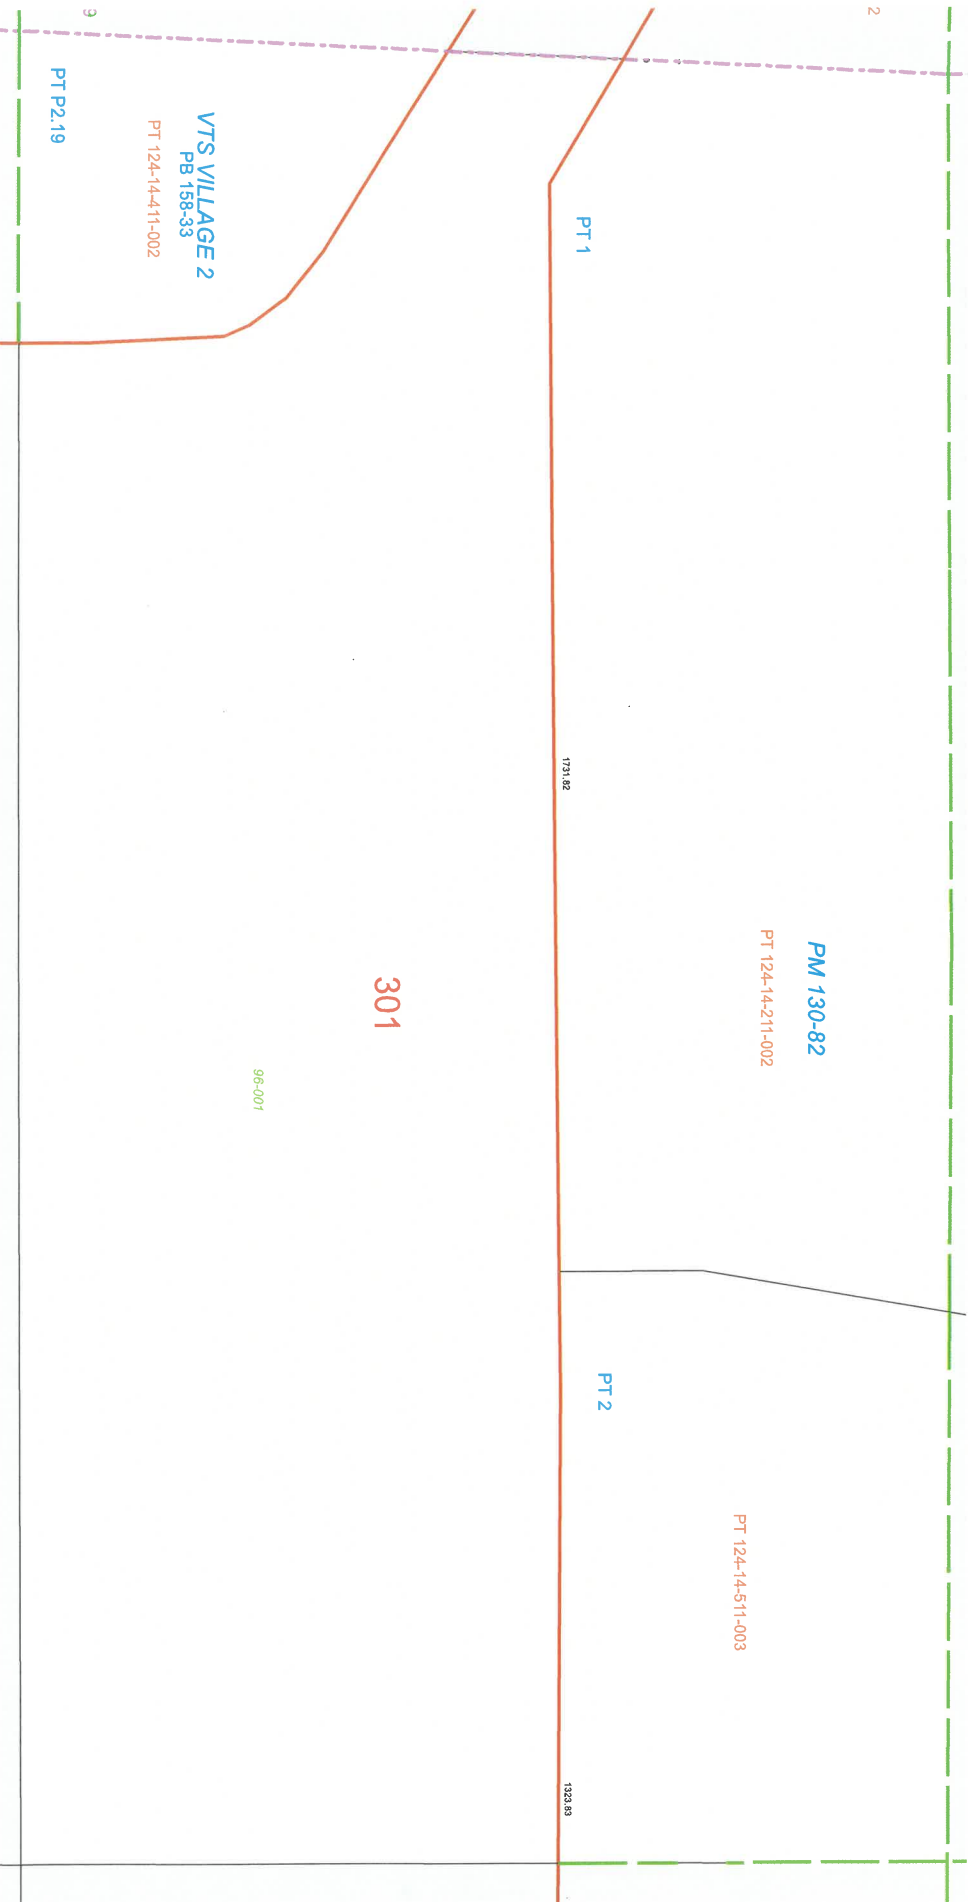 2
9
PT P2.19
VTS VILLAGE 2
PB 158-33
PT 124-14-411-002
PT 1
1731.82
PM 130-82
PT 124-14-211-002
301
96-001
PT 2
PT 124-14-511-003
1323.83